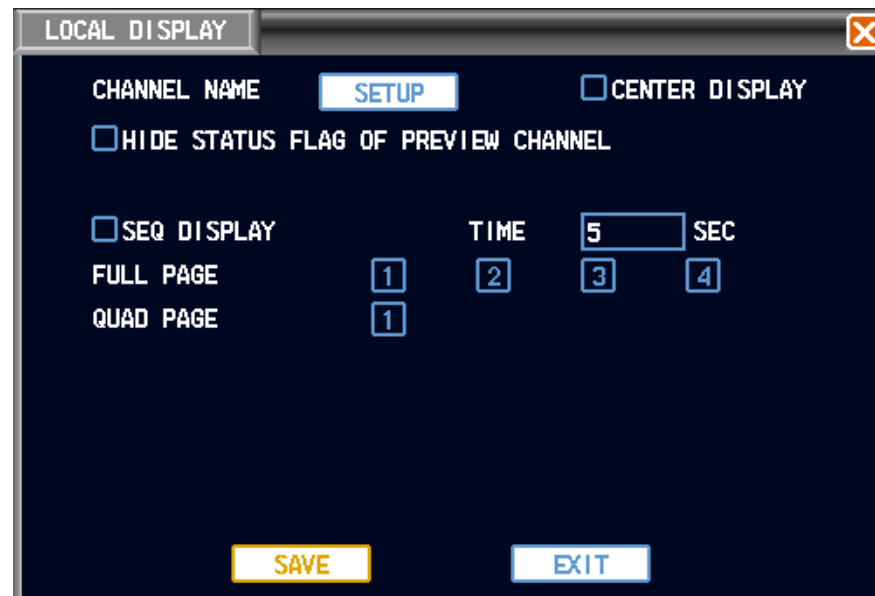 LOCAL DISPLAY
CHANNEL NAME SETUP CENTER DISPLAY
HIDE STATUS FLAG OF PREVIEW CHANNEL
SEQ DISPLAY TIME 5 SEC
FULL PAGE 1 2 3 4
QUAD PAGE 1
SAVE EXIT